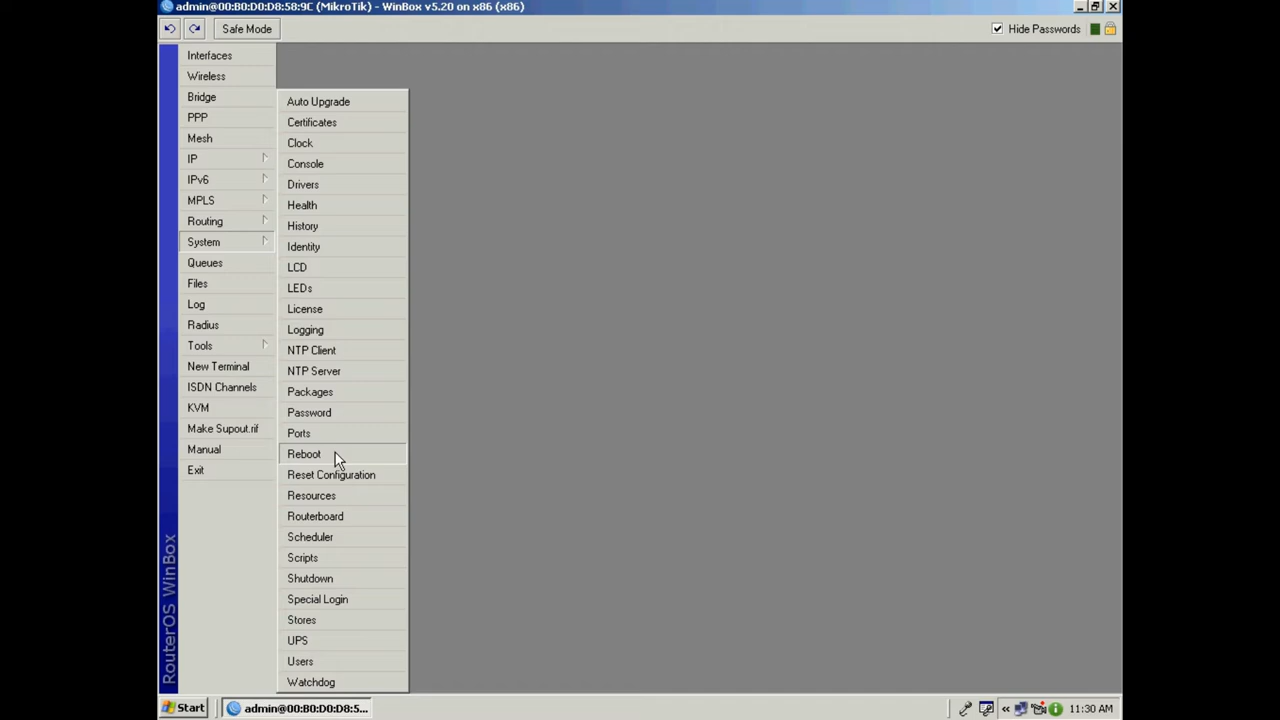 admin@00:B0:D0:D8:58:9C (MikroTik) - WinBox v5.20 on x86 (x86)
Safe Mode
Hide Passwords
Interfaces
Wireless
Bridge
PPP
Mesh
IP
IPv6
MPLS
Routing
System
Queues
Files
Log
Radius
Tools
New Terminal
ISDN Channels
KVM
Make Supout.rif
Manual
Exit
Auto Upgrade
Certificates
Clock
Console
Drivers
Health
History
Identity
LCD
LEDs
License
Logging
NTP Client
NTP Server
Packages
Password
Ports
Reboot
Reset Configuration
Resources
Routerboard
Scheduler
Scripts
Shutdown
Special Login
Stores
UPS
Users
Watchdog
RouterOS WinBox
Start
admin@00:B0:D0:D8:5...
11:30 AM